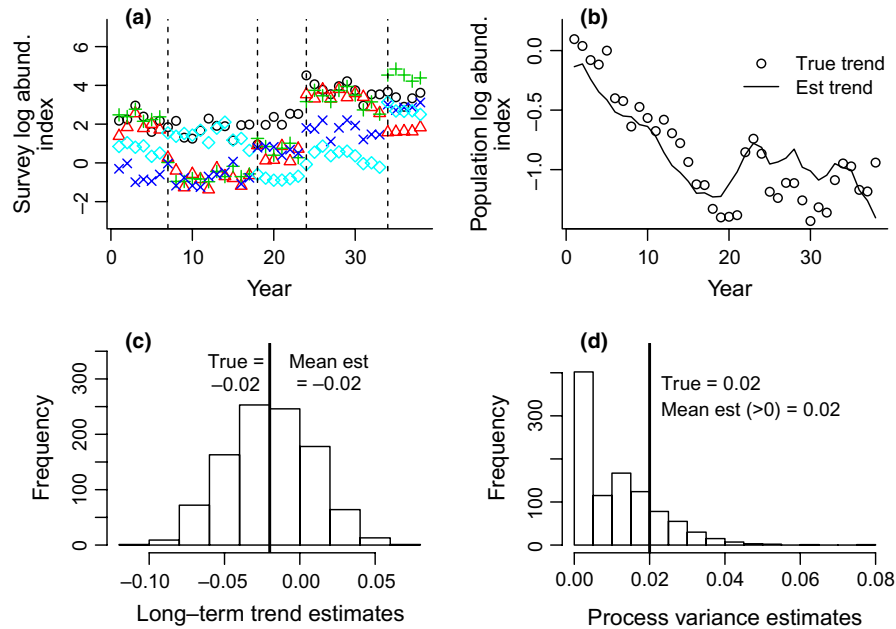 (a)
Survey log abund.
index
6
4
2
0
−2
0
10
20
30
Year
(b)
Population log abund.
index
0.0
−0.5
−1.0
True trend
Est trend
0
10
20
30
Year
(c)
Frequency
300
100
0
True =
−0.02
Mean est
= −0.02
−0.10
−0.05
0.00
0.05
Long−term trend estimates
(d)
Frequency
300
100
0
True = 0.02
Mean est (>0) = 0.02
0.00
0.02
0.04
0.06
0.08
Process variance estimates